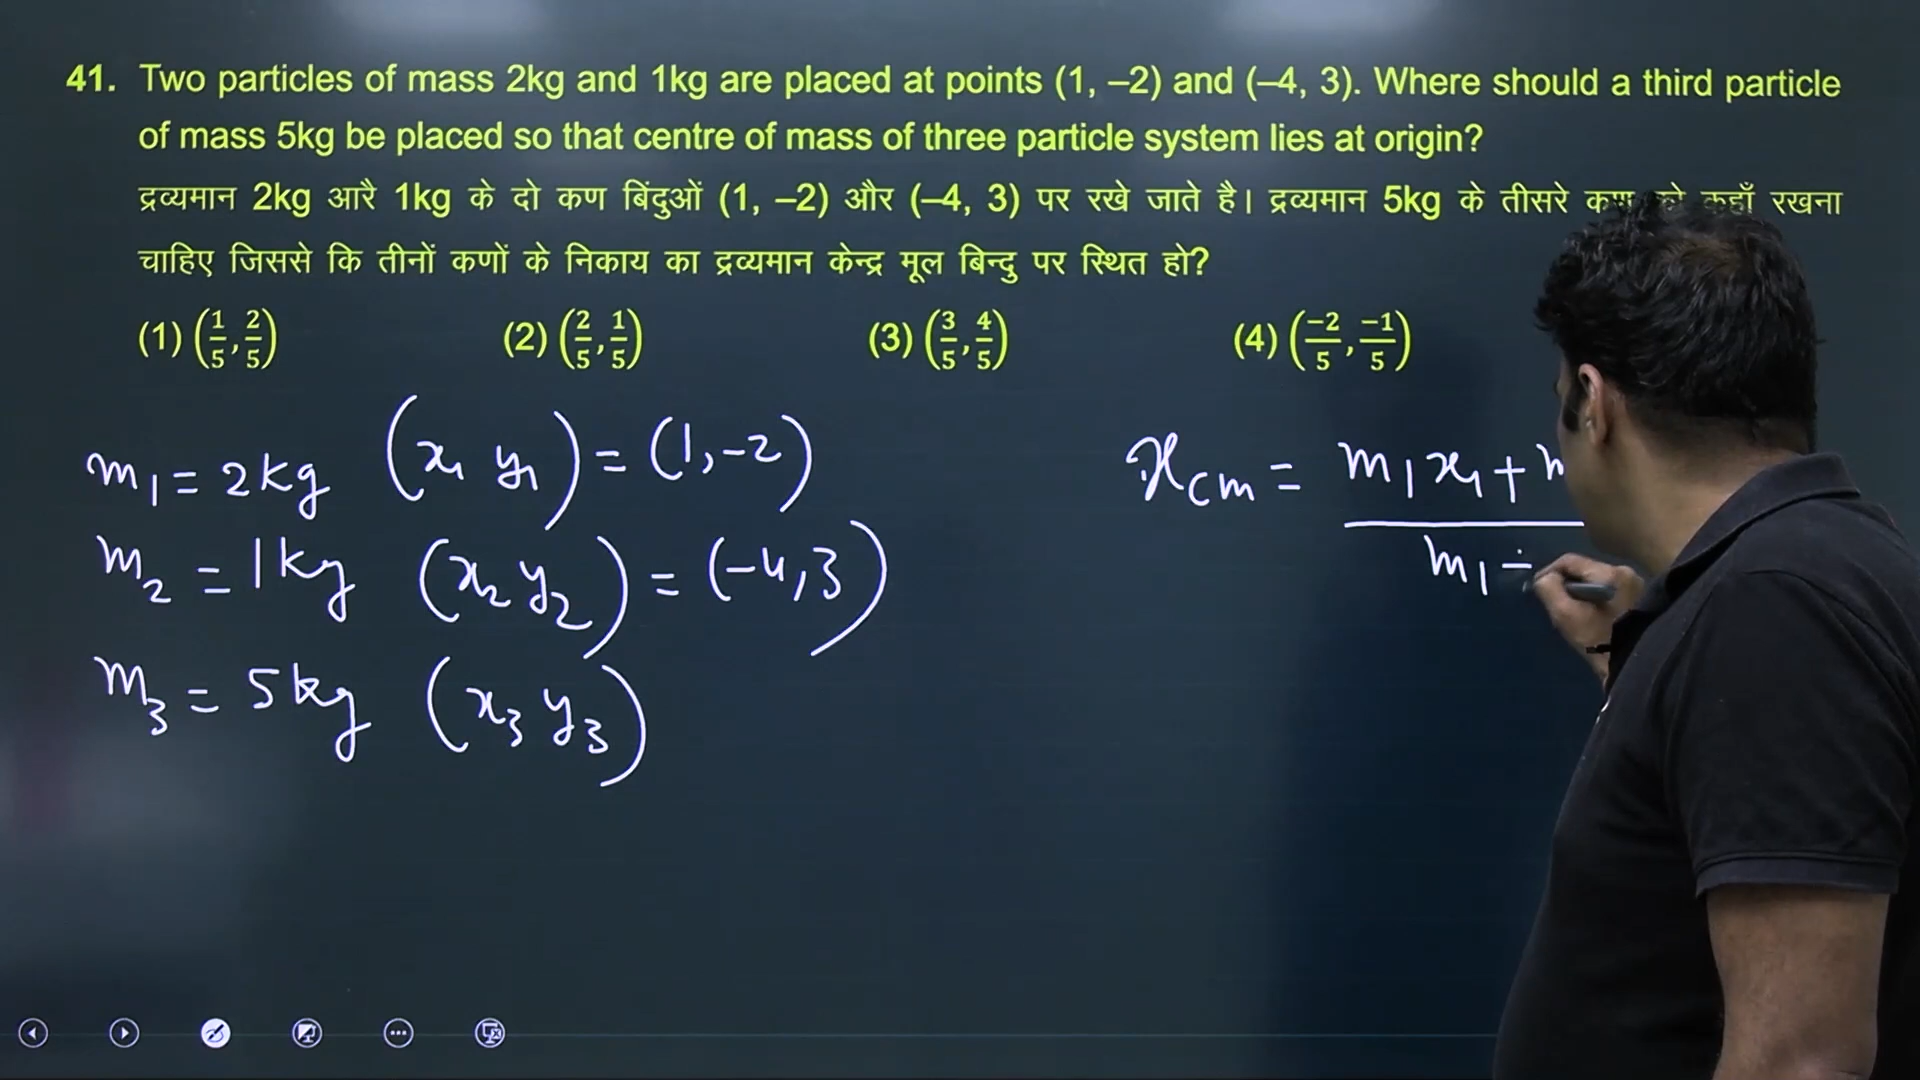 41. Two particles of mass 2kg and 1kg are placed at points (1, –2) and (–4, 3). Where should a third particle
of mass 5kg be placed so that centre of mass of three particle system lies at origin?
द्रव्यमान 2kg आरै 1kg के दो कण बिंदुओं (1, –2) और (–4, 3) पर रखे जाते है। द्रव्यमान 5kg के तीसरे कण को कहाँ रखना
चाहिए जिससे कि तीनों कणों के निकाय का द्रव्यमान केन्द्र मूल बिन्दु पर स्थित हो?
(1) (1/5, 2/5) (2) (2/5, 1/5) (3) (3/5, 4/5) (4) (–2/5, –1/5)
m₁ = 2kg (x₁ y₁) = (1, -2)
m₂ = 1kg (x₂ y₂) = (-4, 3)
m₃ = 5kg (x₃ y₃)
x_cm = m₁x₁ + m
m₁